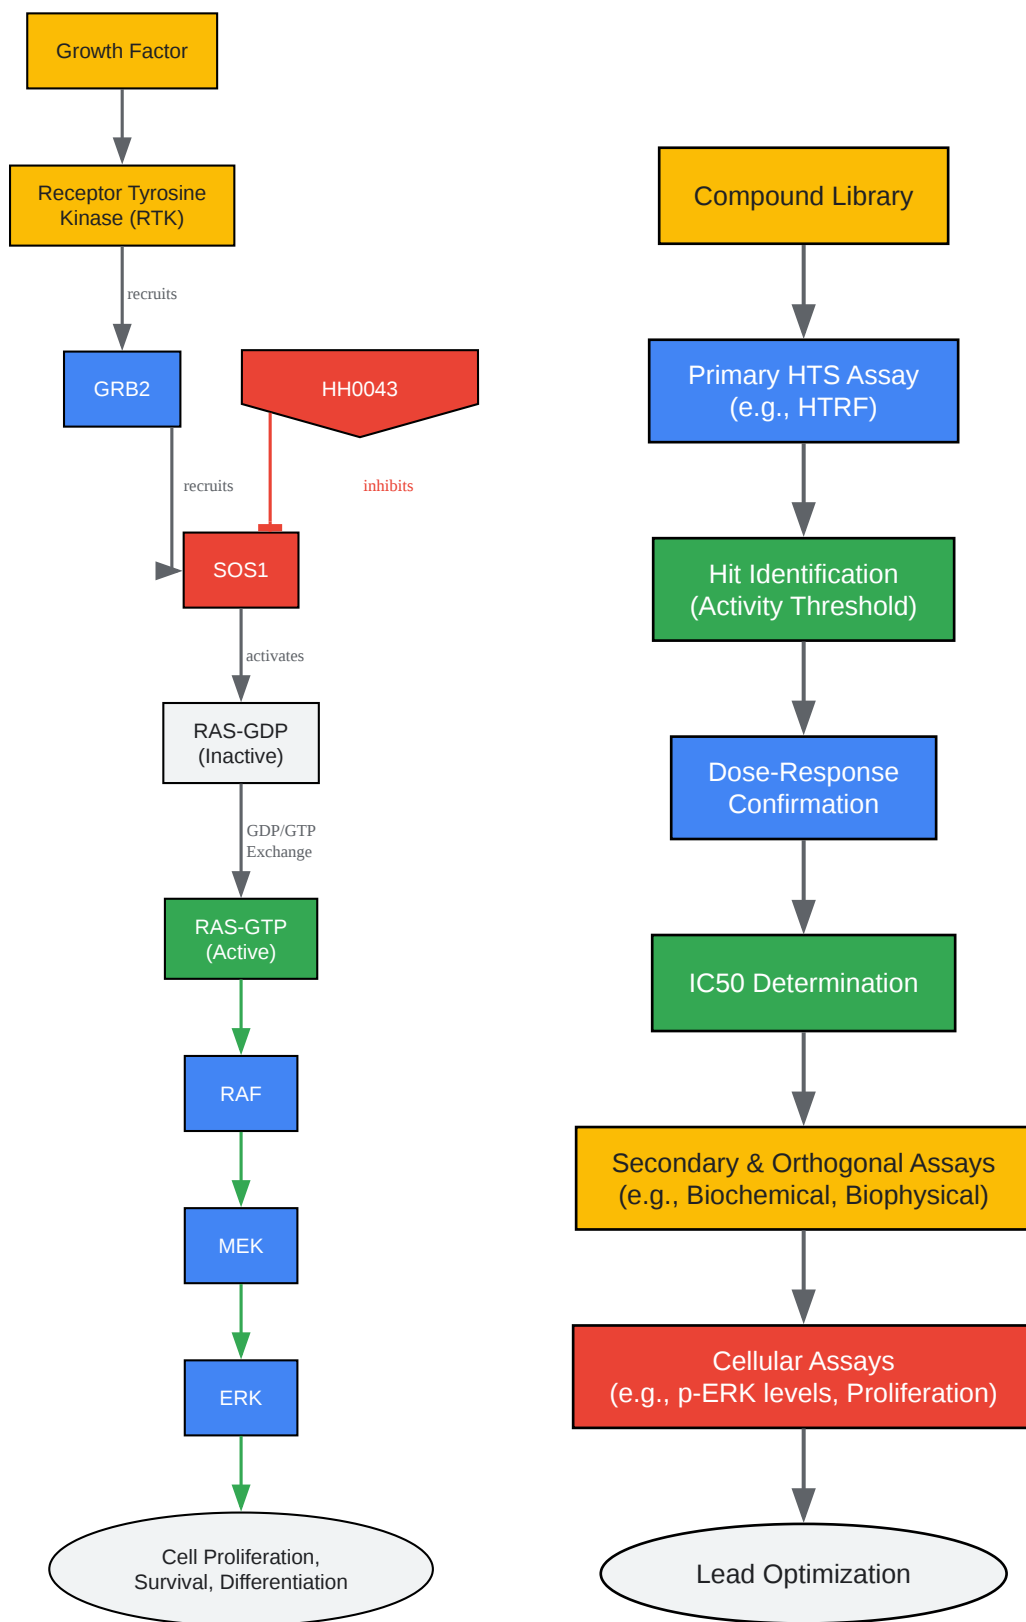 Growth Factor
Receptor Tyrosine
Kinase (RTK)
recruits
GRB2
HH0043
recruits
inhibits
SOS1
activates
RAS-GDP
(Inactive)
GDP/GTP
Exchange
RAS-GTP
(Active)
RAF
MEK
ERK
Cell Proliferation,
Survival, Differentiation
Compound Library
Primary HTS Assay
(e.g., HTRF)
Hit Identification
(Activity Threshold)
Dose-Response
Confirmation
IC50 Determination
Secondary & Orthogonal Assays
(e.g., Biochemical, Biophysical)
Cellular Assays
(e.g., p-ERK levels, Proliferation)
Lead Optimization